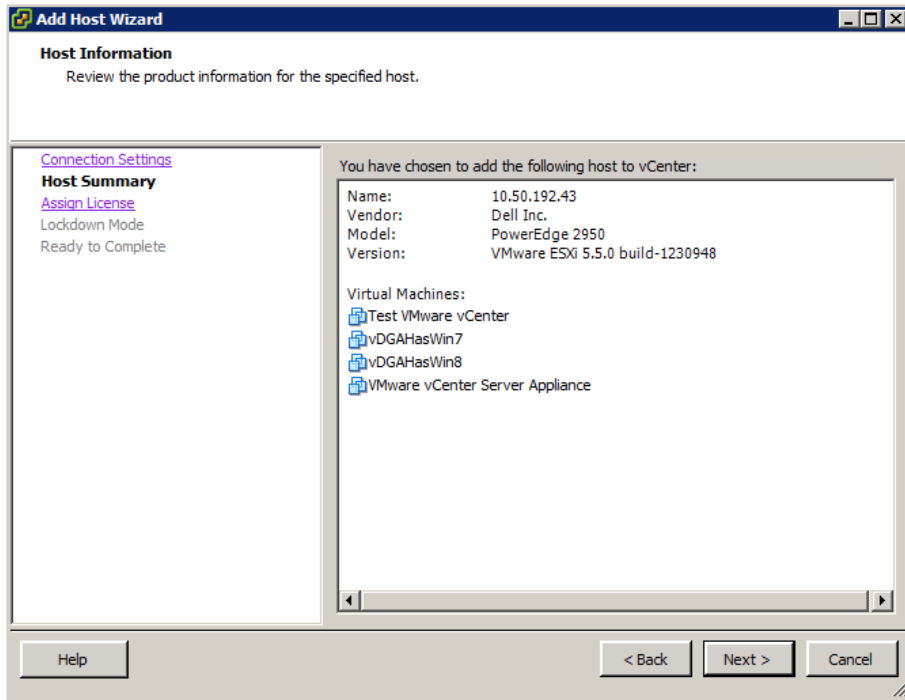 Add Host Wizard
Host Information
Review the product information for the specified host.
Connection Settings
Host Summary
Assign License
Lockdown Mode
Ready to Complete
You have chosen to add the following host to vCenter:
Name: 10.50.192.43
Vendor: Dell Inc.
Model: PowerEdge 2950
Version: VMware ESXi 5.5.0 build-1230948
Virtual Machines:
Test VMware vCenter
vDGAHasWin7
vDGAHasWin8
VMware vCenter Server Appliance
Help
< Back
Next >
Cancel